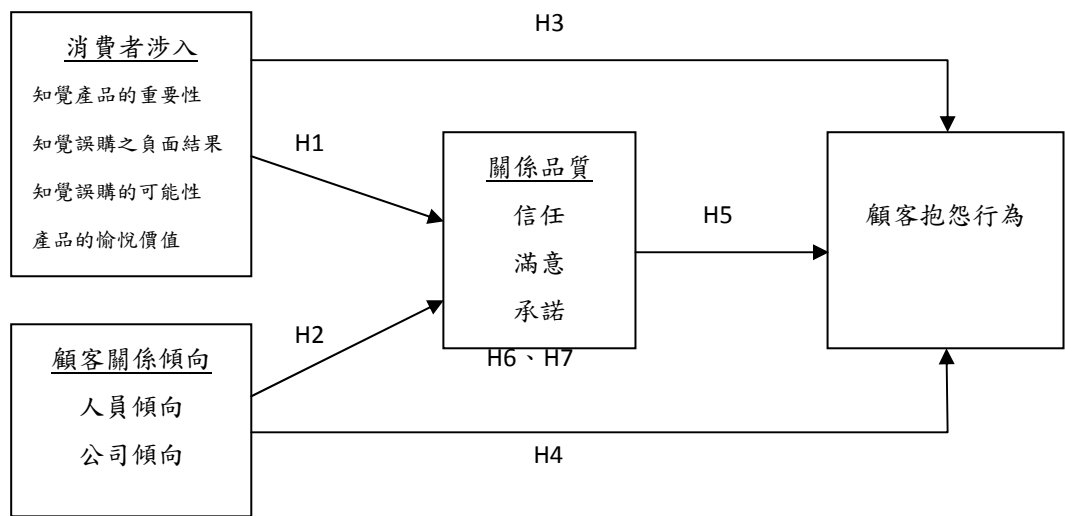 H3
消費者涉入
知覺產品的重要性
知覺誤購之負面結果
知覺誤購的可能性
產品的愉悅價值
H1
關係品質
信任
滿意
承諾
H5
顧客抱怨行為
H2
H6、H7
顧客關係傾向
人員傾向
公司傾向
H4